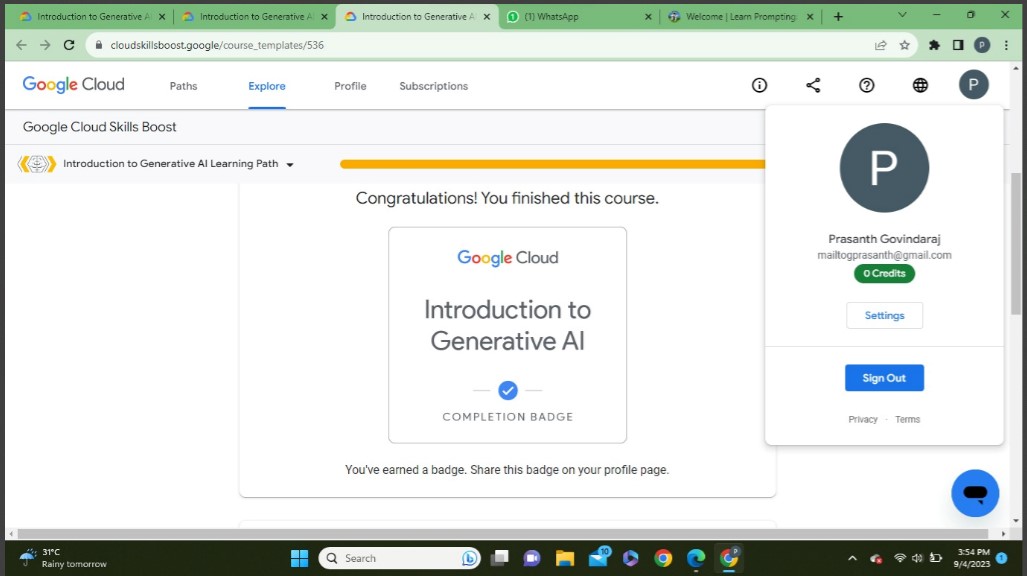 Introduction to Generative A
Introduction to Generative A
Introduction to Generative A
(1) WhatsApp
Welcome | Learn Prompting:
cloudskillsboost.google/course_templates/536
P
Google Cloud
Paths
Explore
Profile
Subscriptions
P
Google Cloud Skills Boost
Introduction to Generative AI Learning Path
Congratulations! You finished this course.
Google Cloud
Introduction to
Generative AI
COMPLETION BADGE
You've earned a badge. Share this badge on your profile page.
P
Prasanth Govindaraj
mailtogprasanth@gmail.com
0 Credits
Settings
Sign Out
Privacy - Terms
31°C
Rainy tomorrow
Search
10
P
3:54 PM
9/4/2023
1